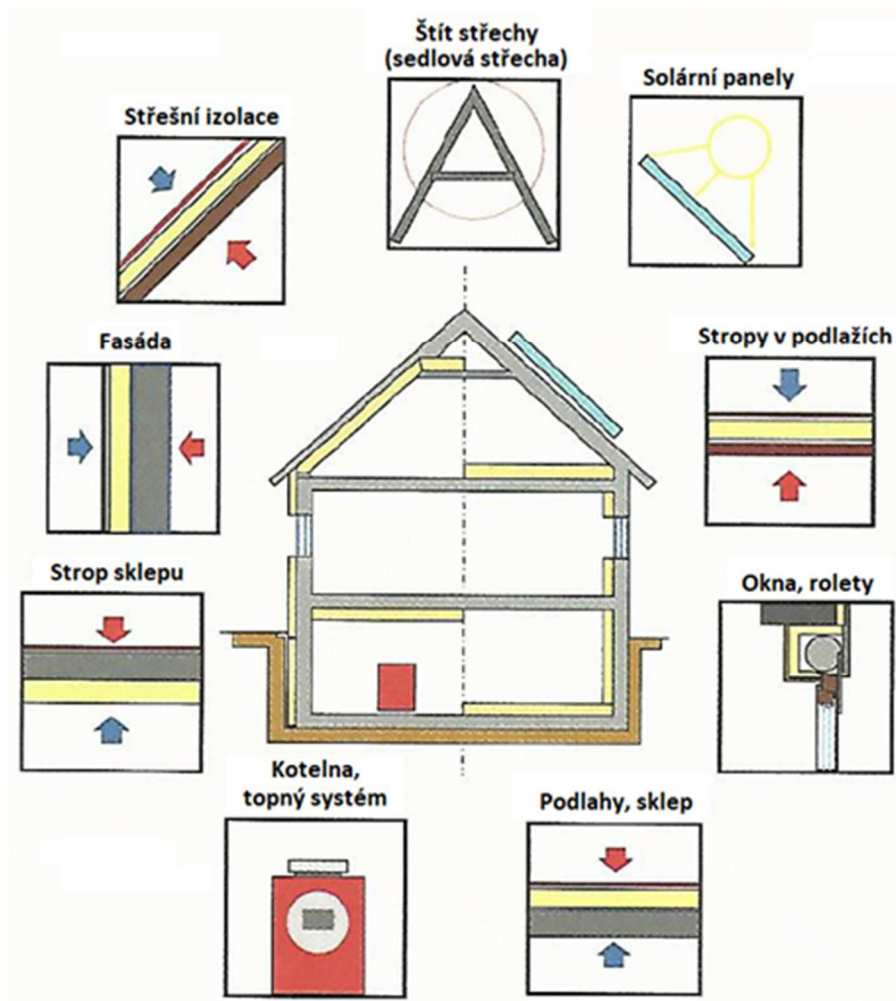 Štít střechy
(sedlová střecha)
Solární panely
Střešní izolace
Fasáda
Stropy v podlažích
Strop sklepu
Okna, rolety
Kotelna,
topný systém
Podlahy, sklep